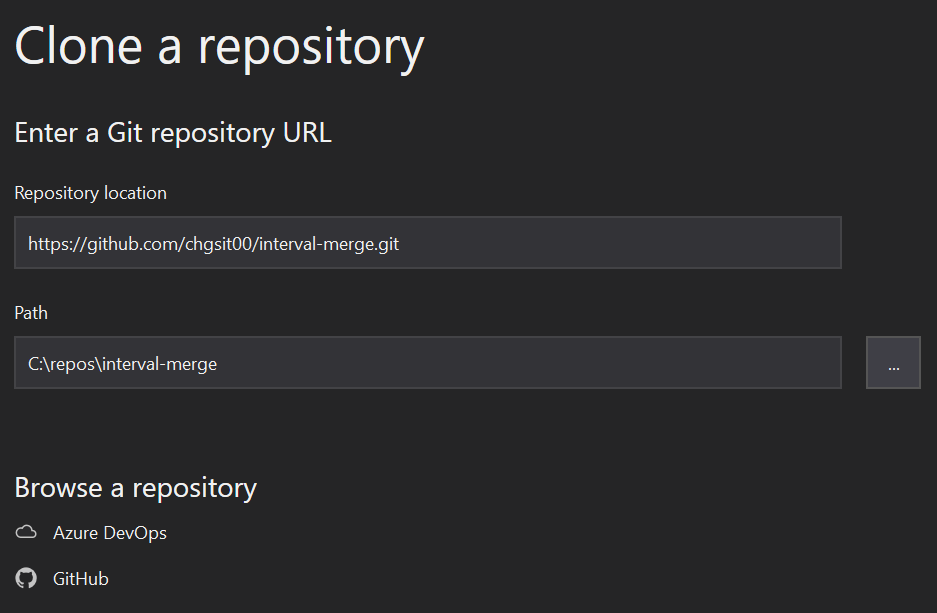 Clone a repository
Enter a Git repository URL
Repository location
https://github.com/chgsit00/interval-merge.git
Path
C:\repos\interval-merge
...
Browse a repository
Azure DevOps
GitHub